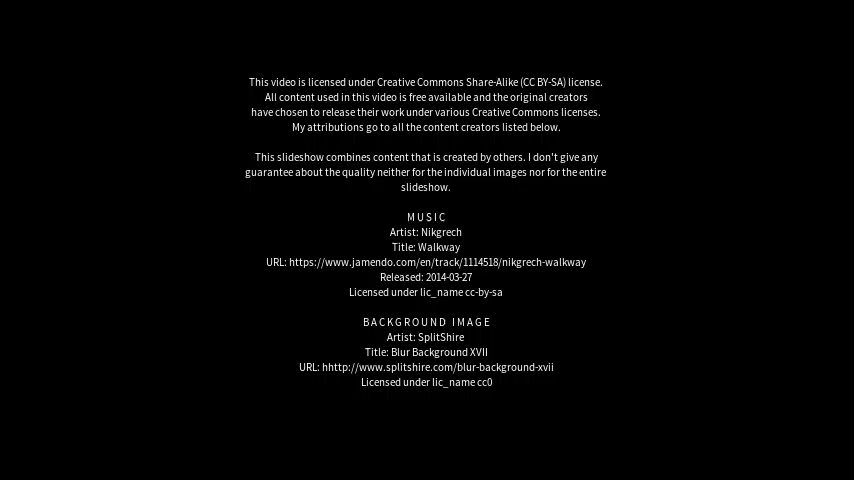 This video is licensed under Creative Commons Share-Alike (CC BY-SA) license.
All content used in this video is free available and the original creators
have chosen to release their work under various Creative Commons licenses.
My attributions go to all the content creators listed below.
This slideshow combines content that is created by others. I don't give any
guarantee about the quality neither for the individual images nor for the entire
slideshow.
MUSIC
Artist: Nikgrech
Title: Walkway
URL: https://www.jamendo.com/en/track/1114518/nikgrech-walkway
Released: 2014-03-27
Licensed under lic_name cc-by-sa
BACKGROUND IMAGE
Artist: SplitShire
Title: Blur Background XVII
URL: hhttp://www.splitshire.com/blur-background-xvii
Licensed under lic_name cc0